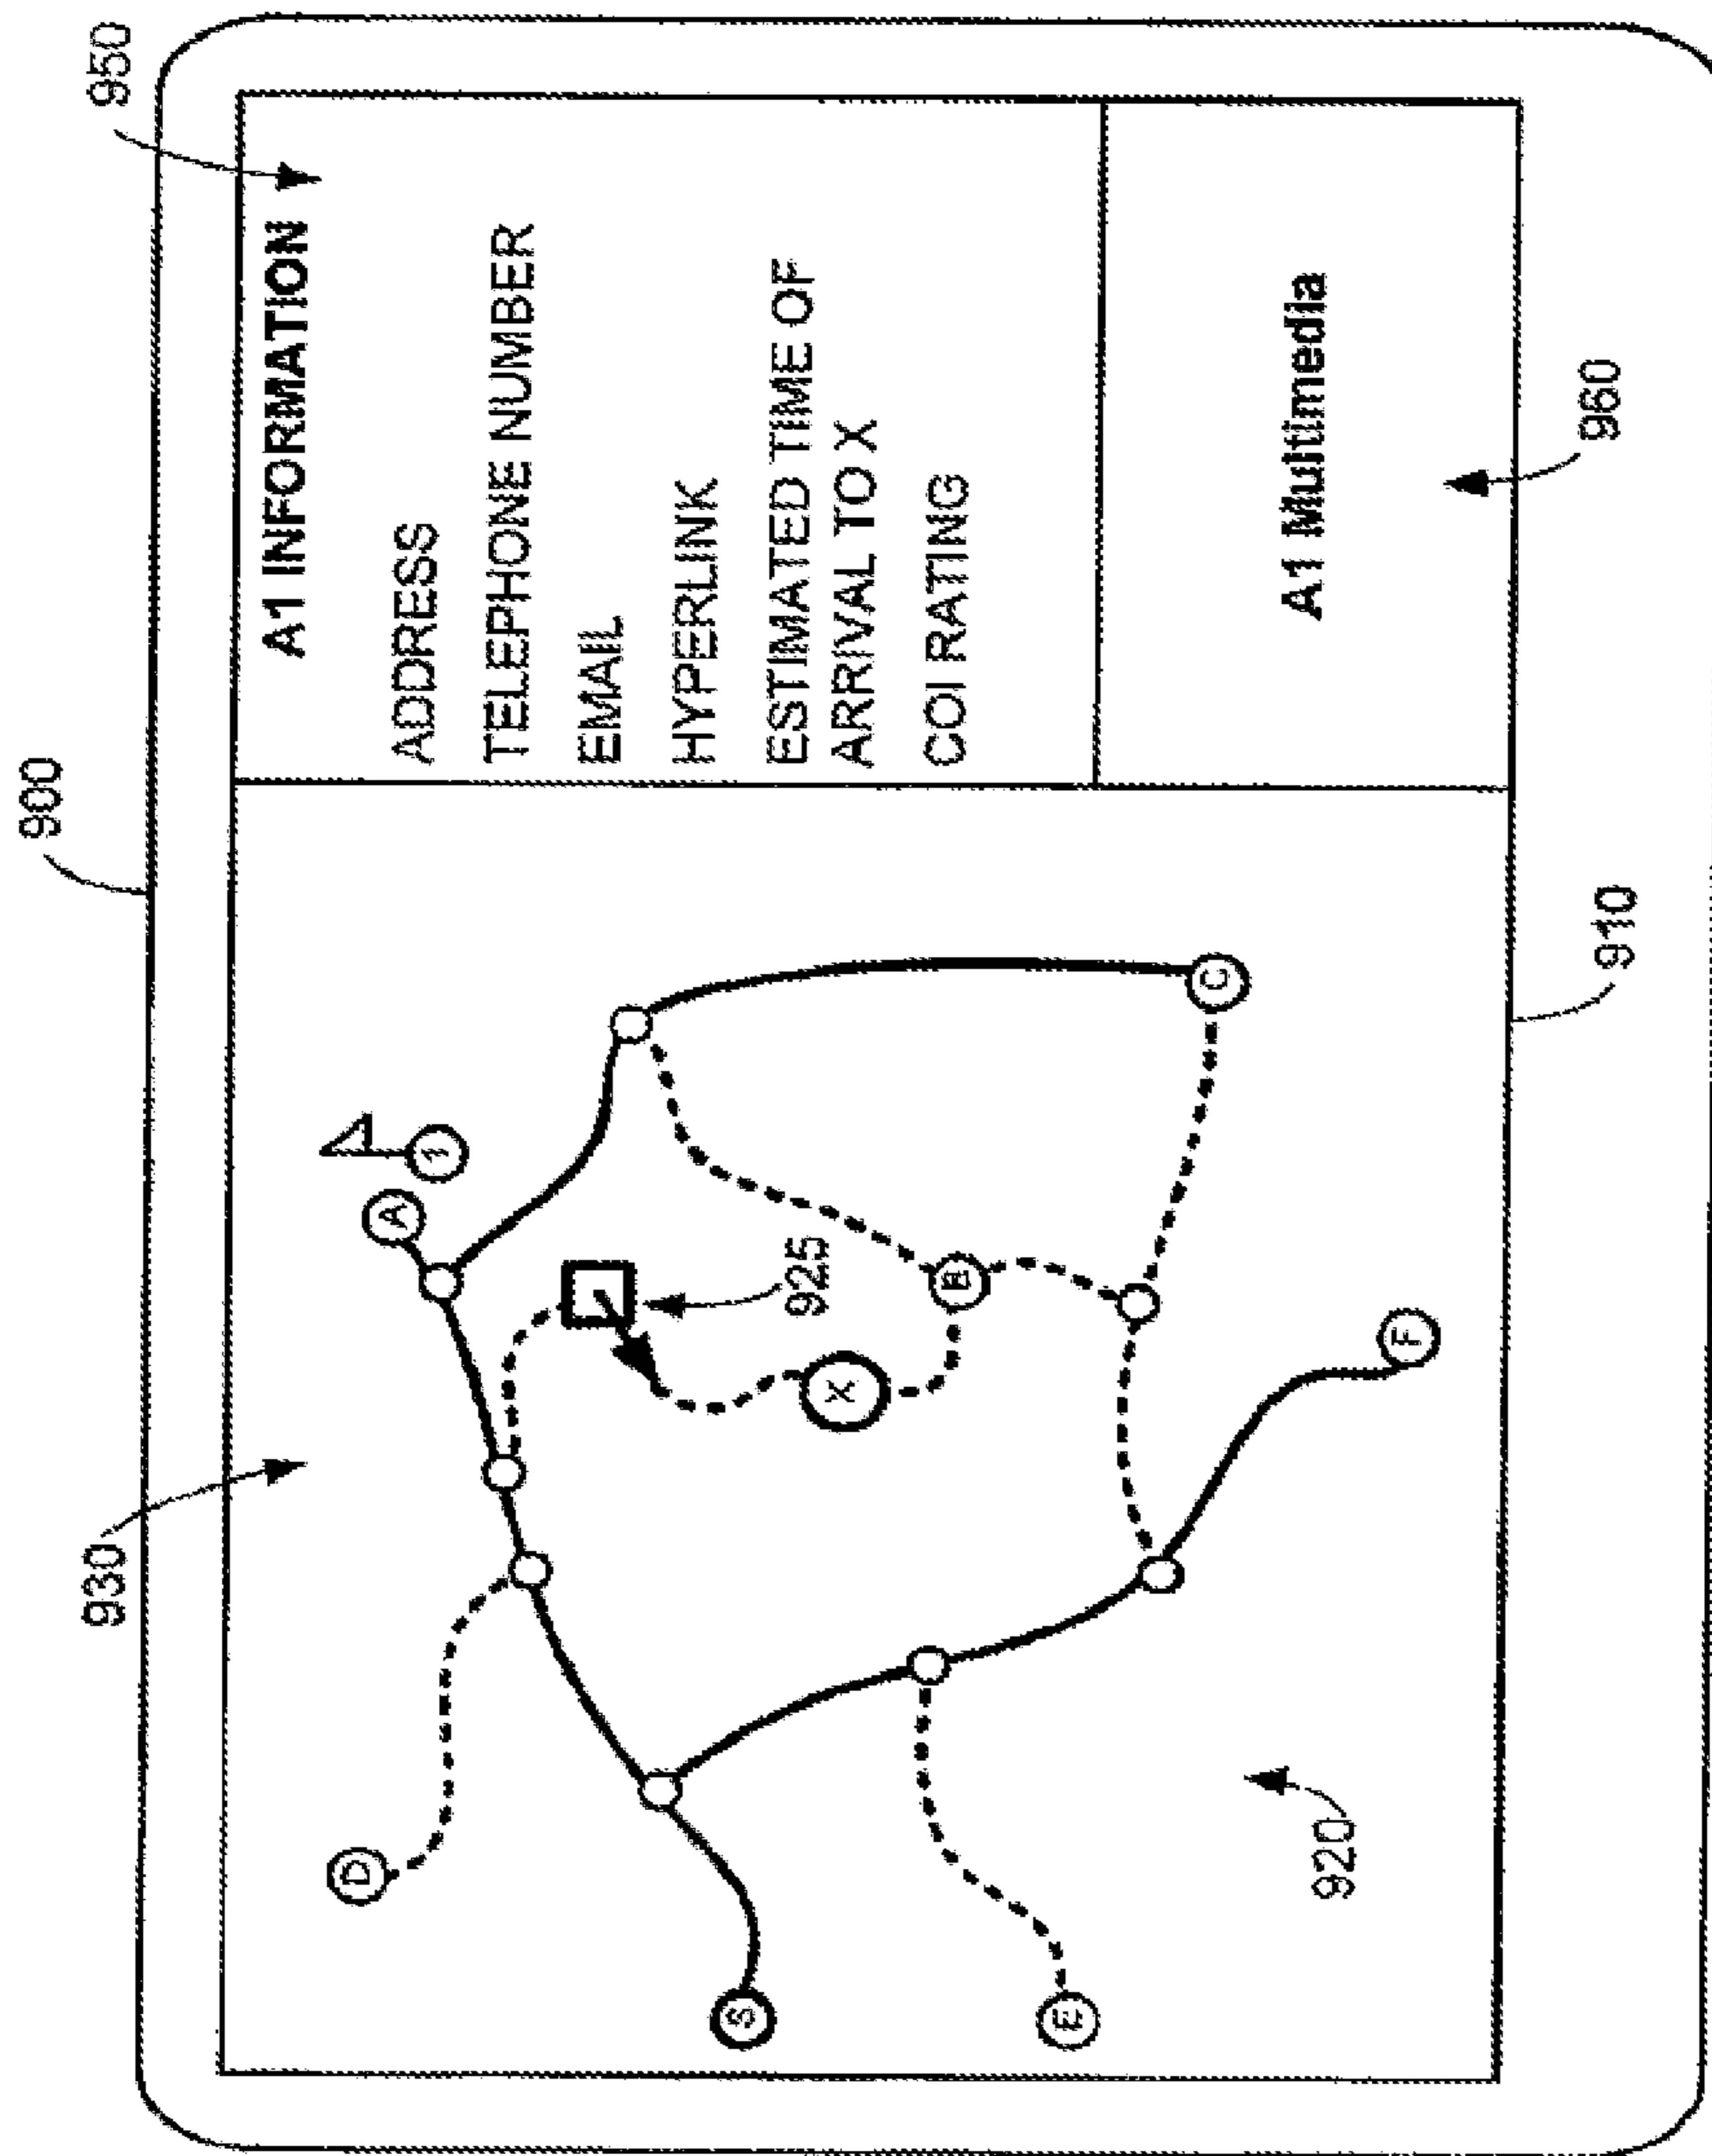 900
950
930
A1 INFORMATION
ADDRESS
TELEPHONE NUMBER
EMAIL
HYPERLINK
ESTIMATED TIME OF
ARRIVAL TO X
COI RATING
A1 Multimedia
D
A
1
925
X
S
E
C
F
920
910
960